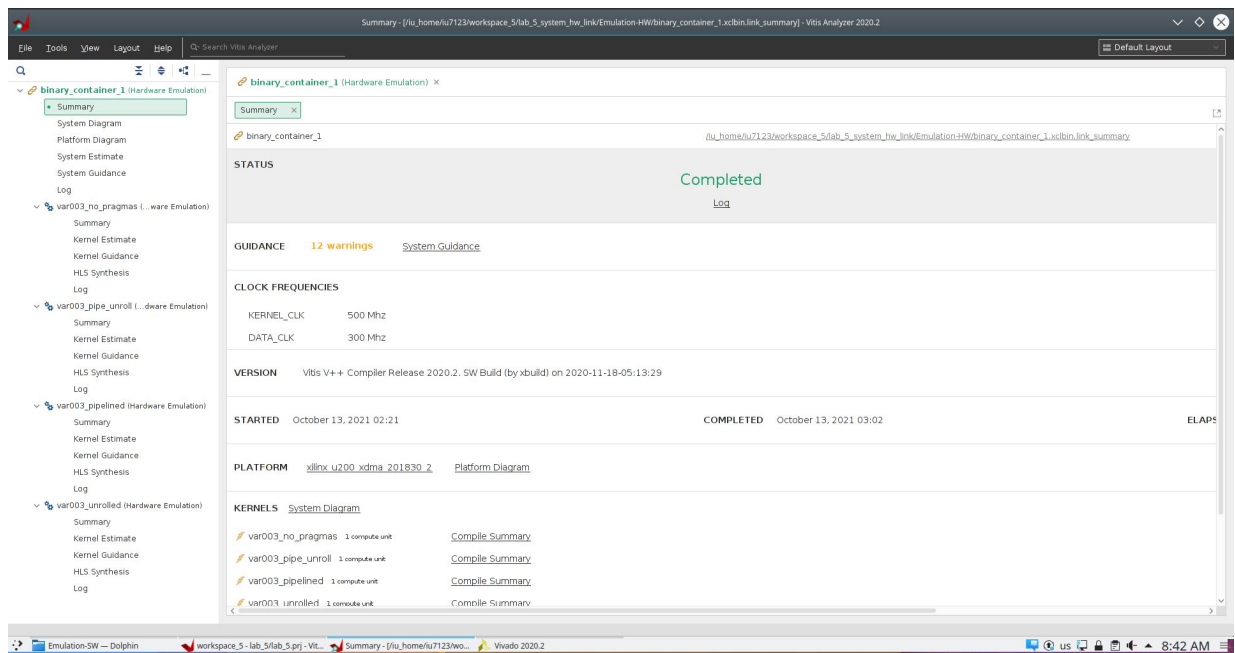 Summary - [/iu_home/iu7123/workspace_5/lab_5_system_hw_link/Emulation-HW/binary_container_1.xclbin.link_summary] - Vitis Analyzer 2020.2
File Tools View Layout Help Q- Search Vitis Analyzer Default Layout
binary_container_1 (Hardware Emulation)
Summary
System Diagram
Platform Diagram
System Estimate
System Guidance
Log
var003_no_pragmas (...ware Emulation)
Summary
Kernel Estimate
Kernel Guidance
HLS Synthesis
Log
var003_pipe_unroll (...dware Emulation)
Summary
Kernel Estimate
Kernel Guidance
HLS Synthesis
Log
var003_pipelined (Hardware Emulation)
Summary
Kernel Estimate
Kernel Guidance
HLS Synthesis
Log
var003_unrolled (Hardware Emulation)
Summary
Kernel Estimate
Kernel Guidance
HLS Synthesis
Log
binary_container_1 (Hardware Emulation) ×
Summary ×
binary_container_1 /iu_home/iu7123/workspace_5/lab_5_system_hw_link/Emulation-HW/binary_container_1.xclbin.link_summary
STATUS
Completed
Log
GUIDANCE 12 warnings System Guidance
CLOCK FREQUENCIES
KERNEL_CLK 500 Mhz
DATA_CLK 300 Mhz
VERSION Vitis V++ Compiler Release 2020.2. SW Build (by xbuild) on 2020-11-18-05:13:29
STARTED October 13, 2021 02:21 COMPLETED October 13, 2021 03:02 ELAPS
PLATFORM xilinx_u200_xdma_201830_2 Platform Diagram
KERNELS System Diagram
var003_no_pragmas 1 compute unit Compile Summary
var003_pipe_unroll 1 compute unit Compile Summary
var003_pipelined 1 compute unit Compile Summary
var003_unrolled 1 compute unit Compile Summary
Emulation-SW — Dolphin workspace_5 - lab_5/lab_5.prj - Vit... Summary - [/iu_home/iu7123/wo... Vivado 2020.2 us 8:42 AM